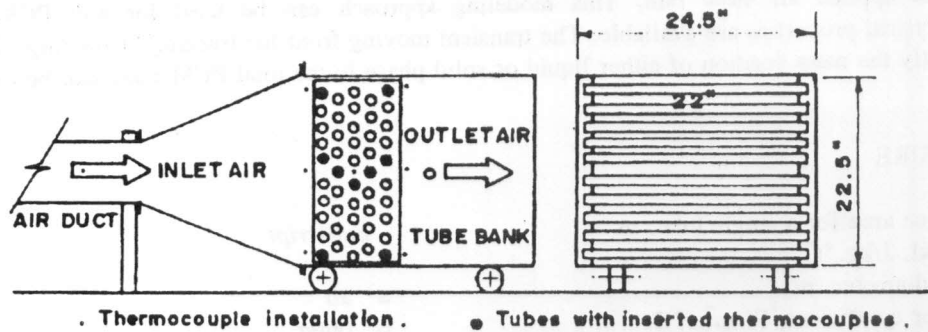 24.5"
22"
22.5"
OUTLET AIR
INLET AIR
AIR DUCT
TUBE BANK
. Thermocouple installation.
● Tubes with inserted thermocouples.